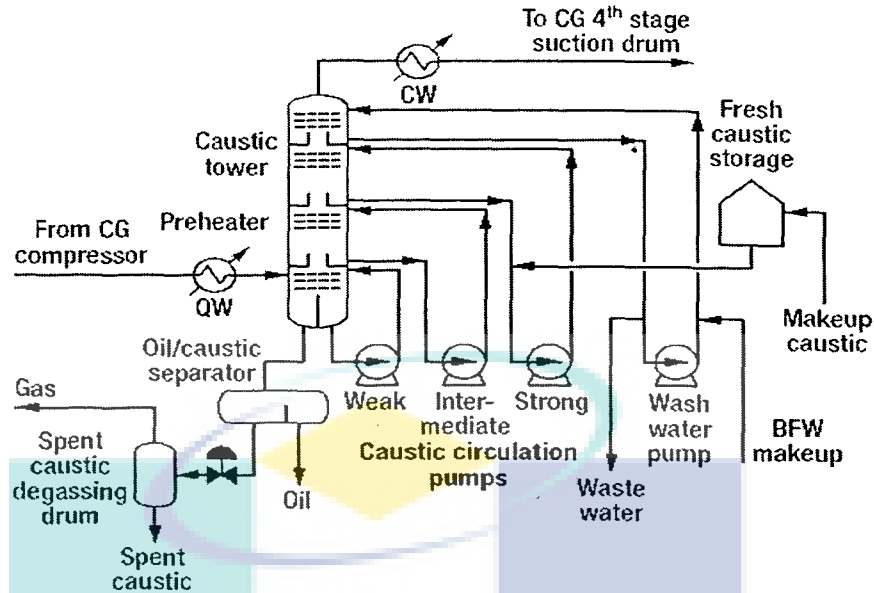 To CG 4th stage
suction drum
CW
Fresh
caustic
storage
Caustic
tower
From CG
compressor
Preheater
QW
Makeup
caustic
Oil/caustic
separator
Gas
Weak
Inter-
mediate
Strong
Wash
water
pump
BFW
makeup
Caustic circulation
pumps
Spent
caustic
degassing
drum
Oil
Waste
water
Spent
caustic